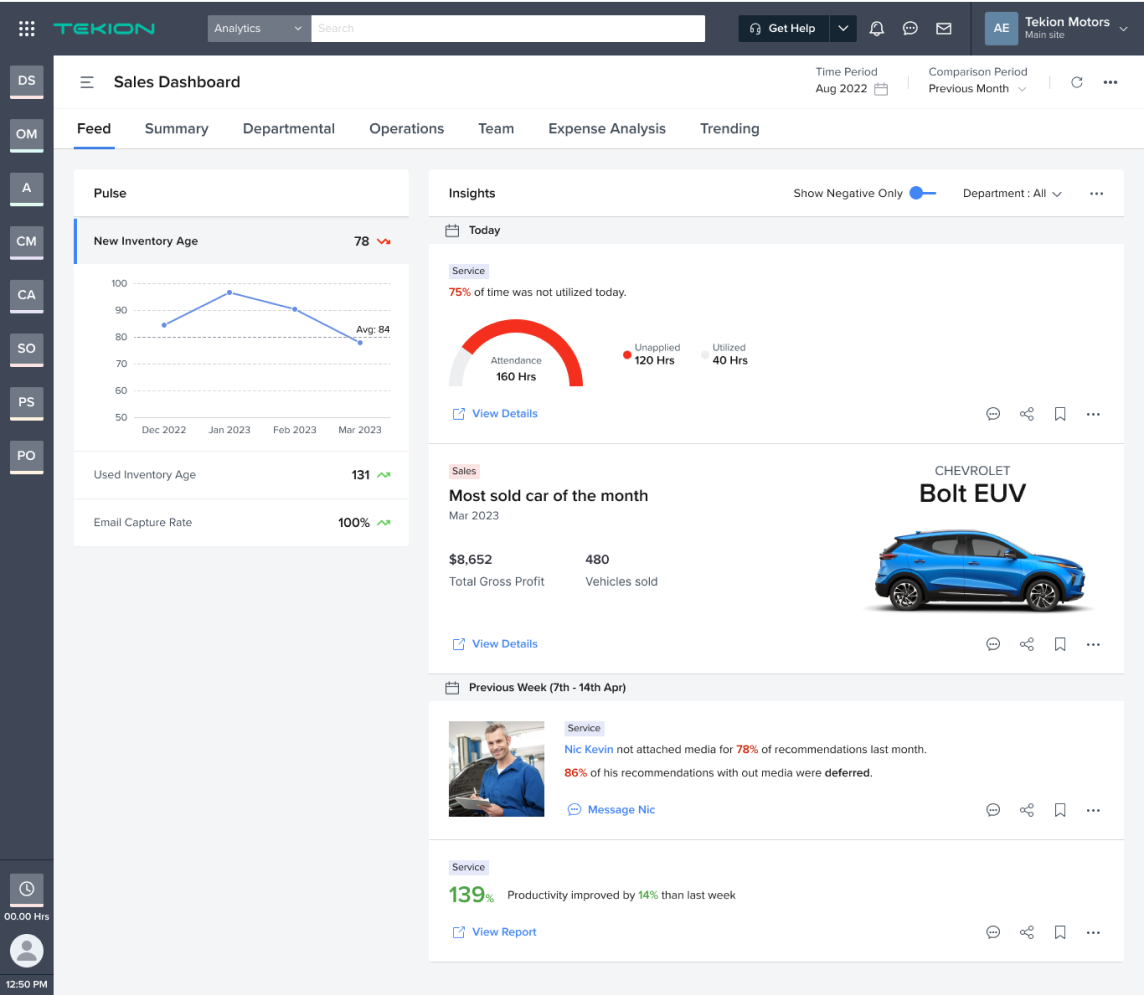 TEKION
Analytics
Search
Get Help
AE
Tekion Motors
Main site
DS
OM
A
CM
CA
SO
PS
PO
00.00 Hrs
12:50 PM
Sales Dashboard
Time Period
Aug 2022
Comparison Period
Previous Month
Feed Summary Departmental Operations Team Expense Analysis Trending
Pulse
New Inventory Age 78
100
90
80
70
60
50
Avg: 84
Dec 2022 Jan 2023 Feb 2023 Mar 2023
Used Inventory Age 131
Email Capture Rate 100%
Insights
Show Negative Only
Department : All
Today
Service
75% of time was not utilized today.
Attendance
160 Hrs
Unapplied
120 Hrs
Utilized
40 Hrs
View Details
Sales
Most sold car of the month
Mar 2023
$8,652
Total Gross Profit
480
Vehicles sold
CHEVROLET
Bolt EUV
View Details
Previous Week (7th - 14th Apr)
Service
Nic Kevin not attached media for 78% of recommendations last month.
86% of his recommendations with out media were deferred.
Message Nic
Service
139% Productivity improved by 14% than last week
View Report